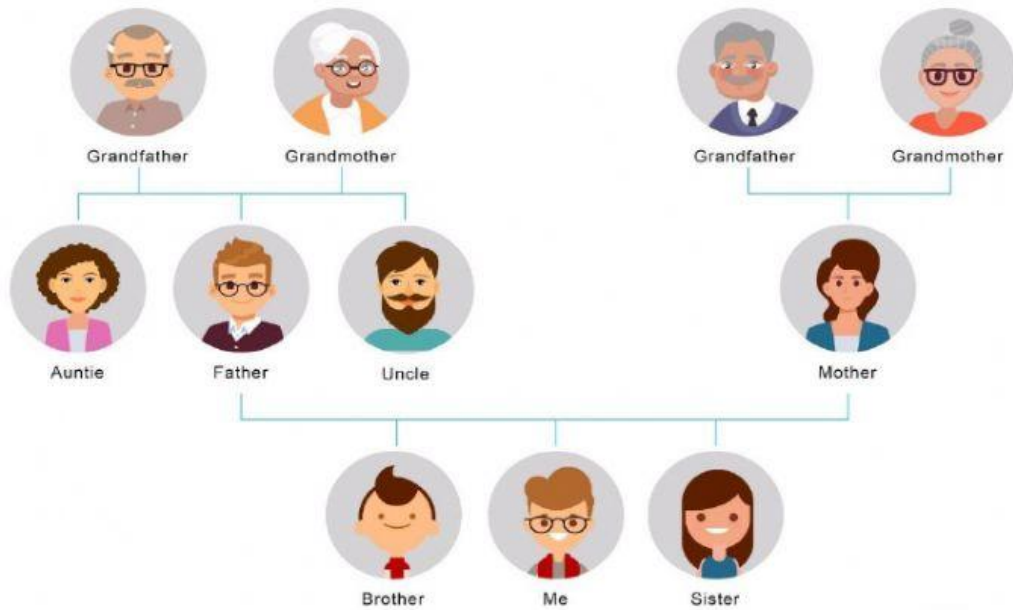 Grandfather
Grandmother
Grandfather
Grandmother
Auntie
Father
Uncle
Mother
Brother
Me
Sister